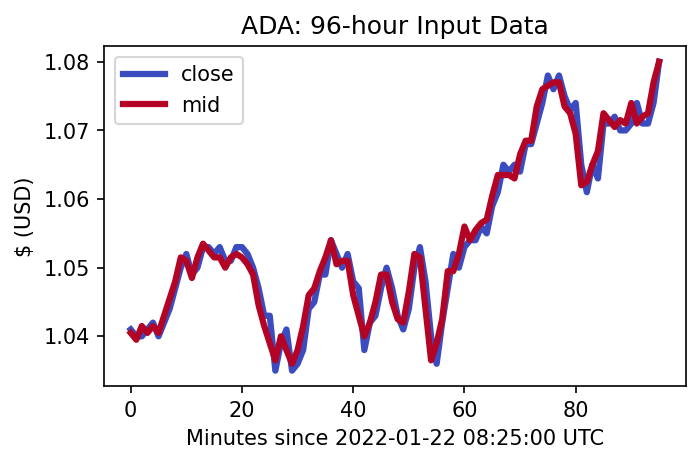 ADA: 96-hour Input Data
close
mid
$ (USD)
1.08
1.07
1.06
1.05
1.04
0 20 40 60 80
Minutes since 2022-01-22 08:25:00 UTC